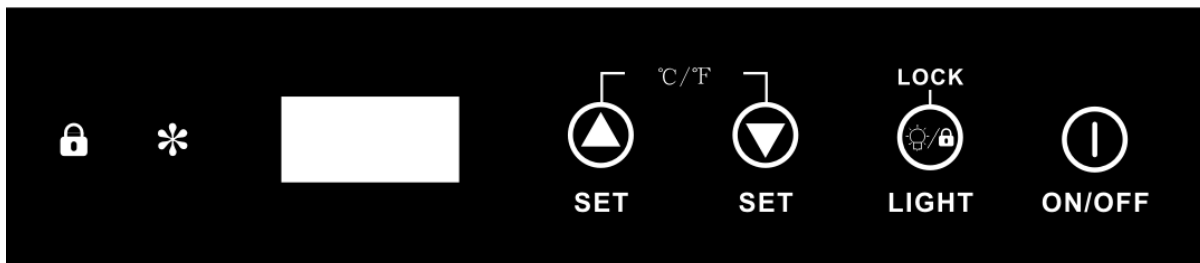 ℃/℉
LOCK
SET
SET
LIGHT
ON/OFF